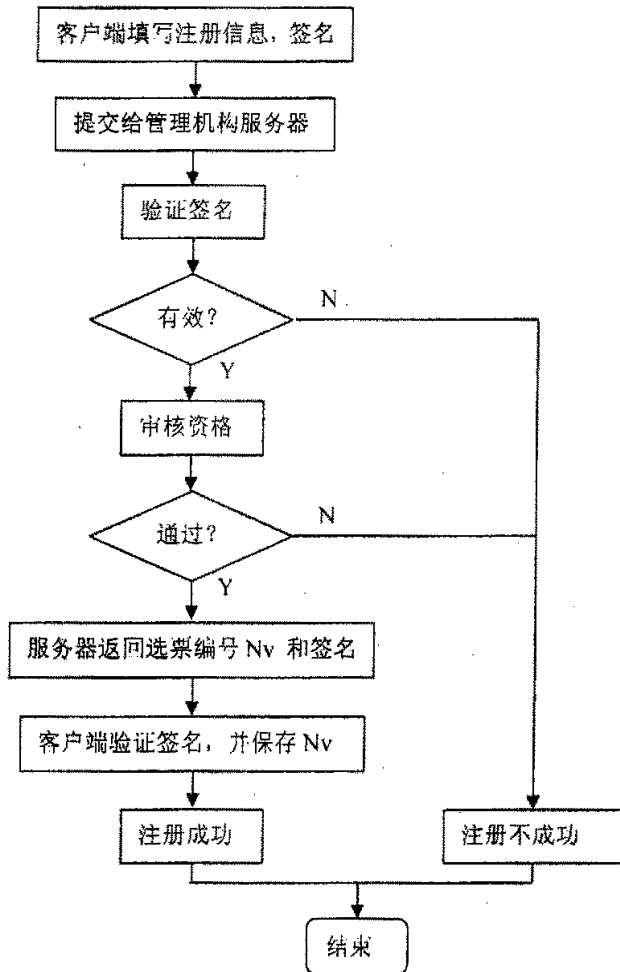 客户端填写注册信息，签名
提交给管理机构服务器
验证签名
有效？
N
Y
审核资格
通过？
N
Y
服务器返回选票编号 Nv 和签名
客户端验证签名，并保存 Nv
注册成功
注册不成功
结束